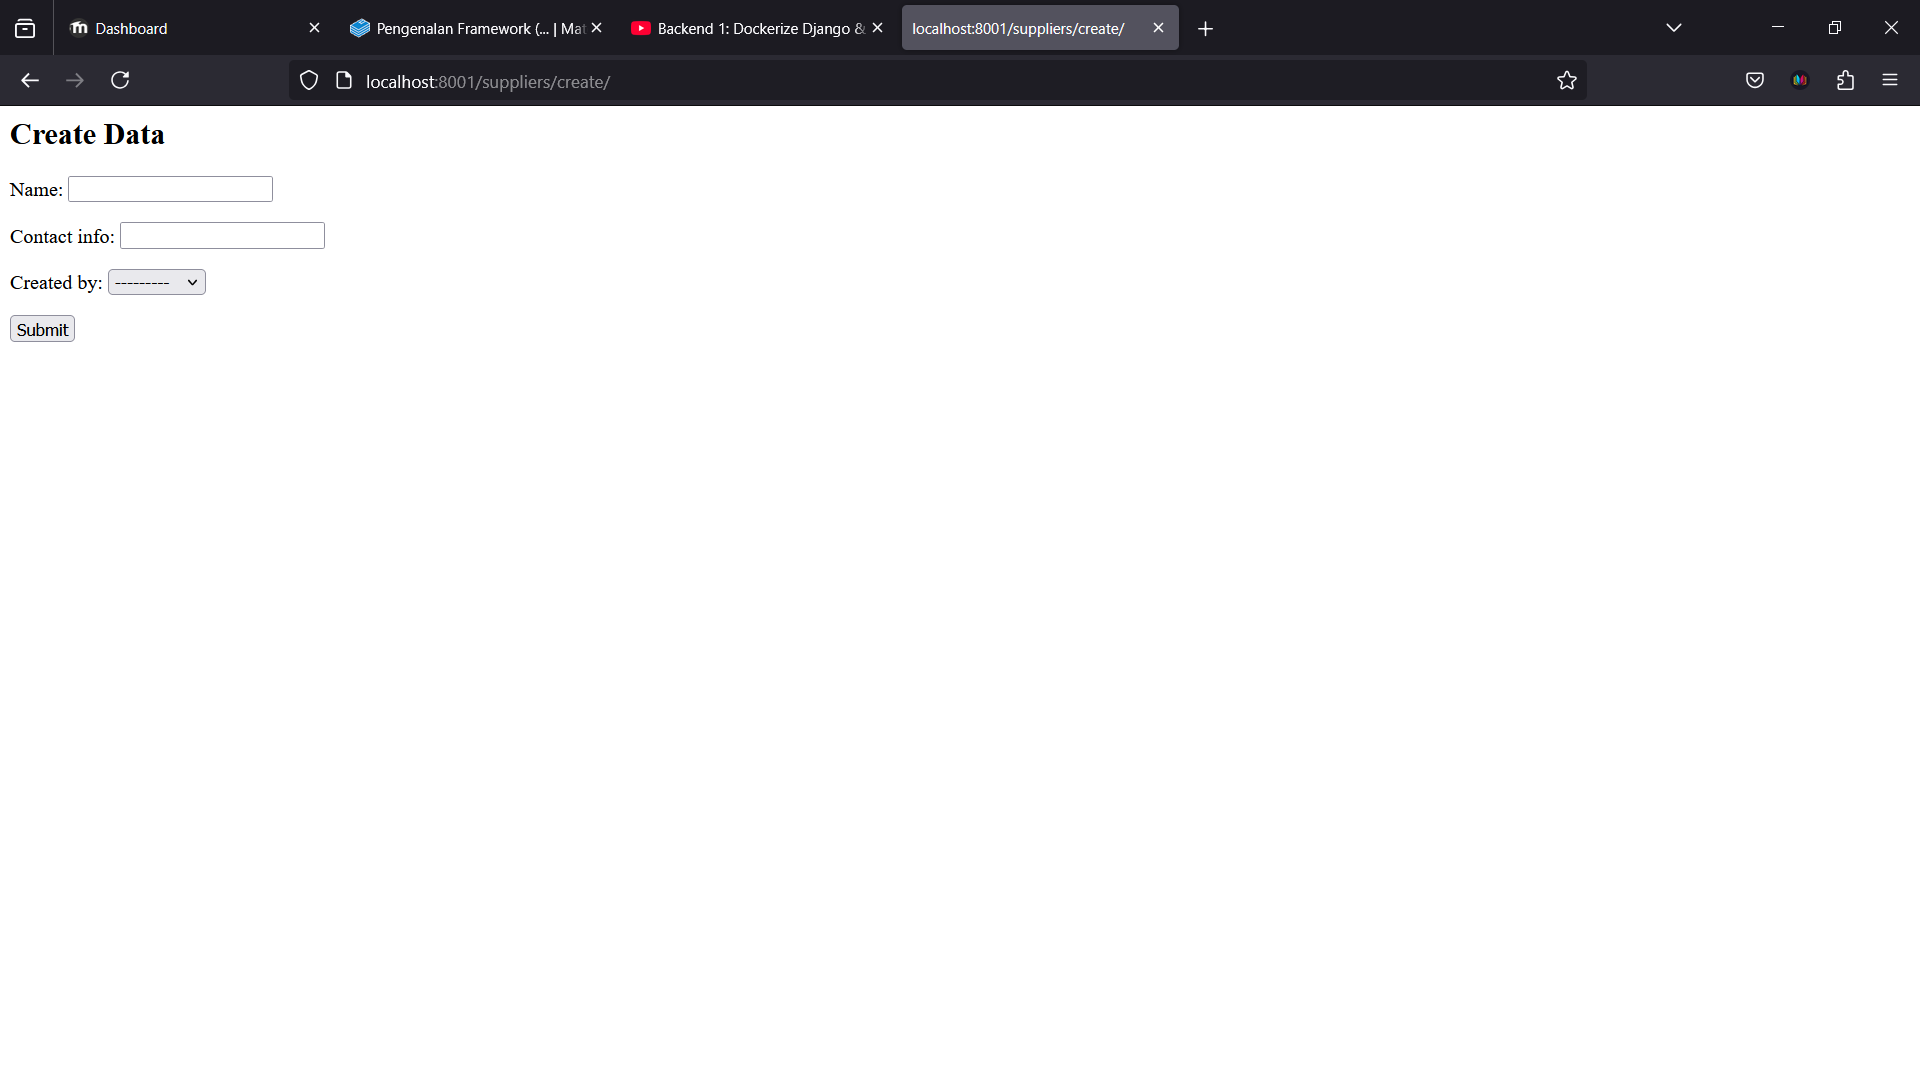 Dashboard
Pengenalan Framework (... | Mat
Backend 1: Dockerize Django &
localhost:8001/suppliers/create/
localhost:8001/suppliers/create/
Create Data
Name:
Contact info:
Created by: ---------
Submit